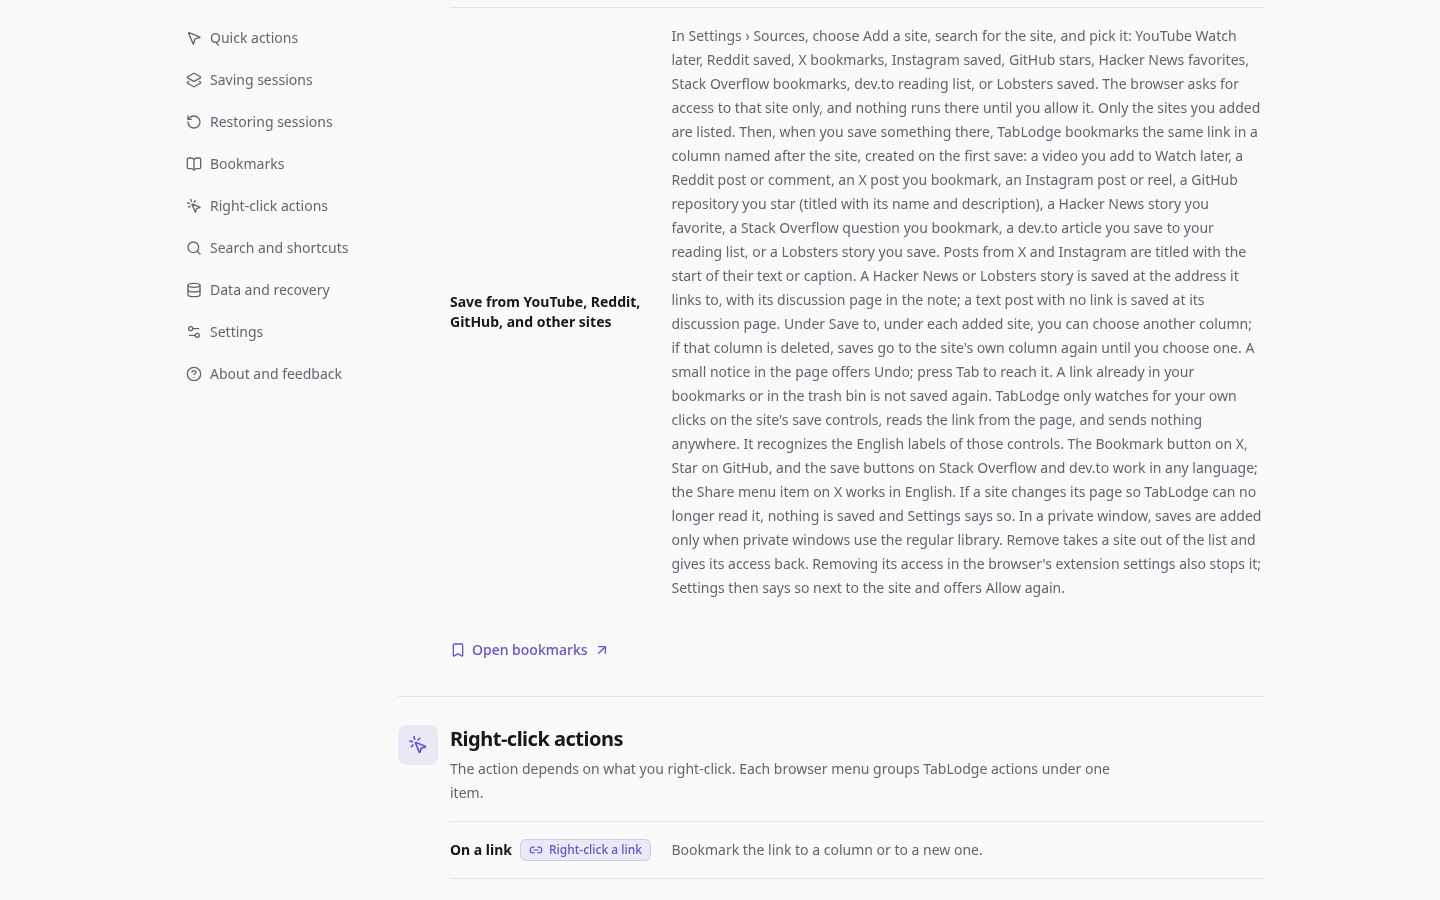 Quick actions
Saving sessions
Restoring sessions
Bookmarks
Right-click actions
Search and shortcuts
Data and recovery
Settings
About and feedback
Save from YouTube, Reddit,
GitHub, and other sites
In Settings › Sources, choose Add a site, search for the site, and pick it: YouTube Watch
later, Reddit saved, X bookmarks, Instagram saved, GitHub stars, Hacker News favorites,
Stack Overflow bookmarks, dev.to reading list, or Lobsters saved. The browser asks for
access to that site only, and nothing runs there until you allow it. Only the sites you added
are listed. Then, when you save something there, TabLodge bookmarks the same link in a
column named after the site, created on the first save: a video you add to Watch later, a
Reddit post or comment, an X post you bookmark, an Instagram post or reel, a GitHub
repository you star (titled with its name and description), a Hacker News story you
favorite, a Stack Overflow question you bookmark, a dev.to article you save to your
reading list, or a Lobsters story you save. Posts from X and Instagram are titled with the
start of their text or caption. A Hacker News or Lobsters story is saved at the address it
links to, with its discussion page in the note; a text post with no link is saved at its
discussion page. Under Save to, under each added site, you can choose another column;
if that column is deleted, saves go to the site's own column again until you choose one. A
small notice in the page offers Undo; press Tab to reach it. A link already in your
bookmarks or in the trash bin is not saved again. TabLodge only watches for your own
clicks on the site's save controls, reads the link from the page, and sends nothing
anywhere. It recognizes the English labels of those controls. The Bookmark button on X,
Star on GitHub, and the save buttons on Stack Overflow and dev.to work in any language;
the Share menu item on X works in English. If a site changes its page so TabLodge can no
longer read it, nothing is saved and Settings says so. In a private window, saves are added
only when private windows use the regular library. Remove takes a site out of the list and
gives its access back. Removing its access in the browser's extension settings also stops it;
Settings then says so next to the site and offers Allow again.
Open bookmarks
Right-click actions
The action depends on what you right-click. Each browser menu groups TabLodge actions under one
item.
On a link Right-click a link Bookmark the link to a column or to a new one.